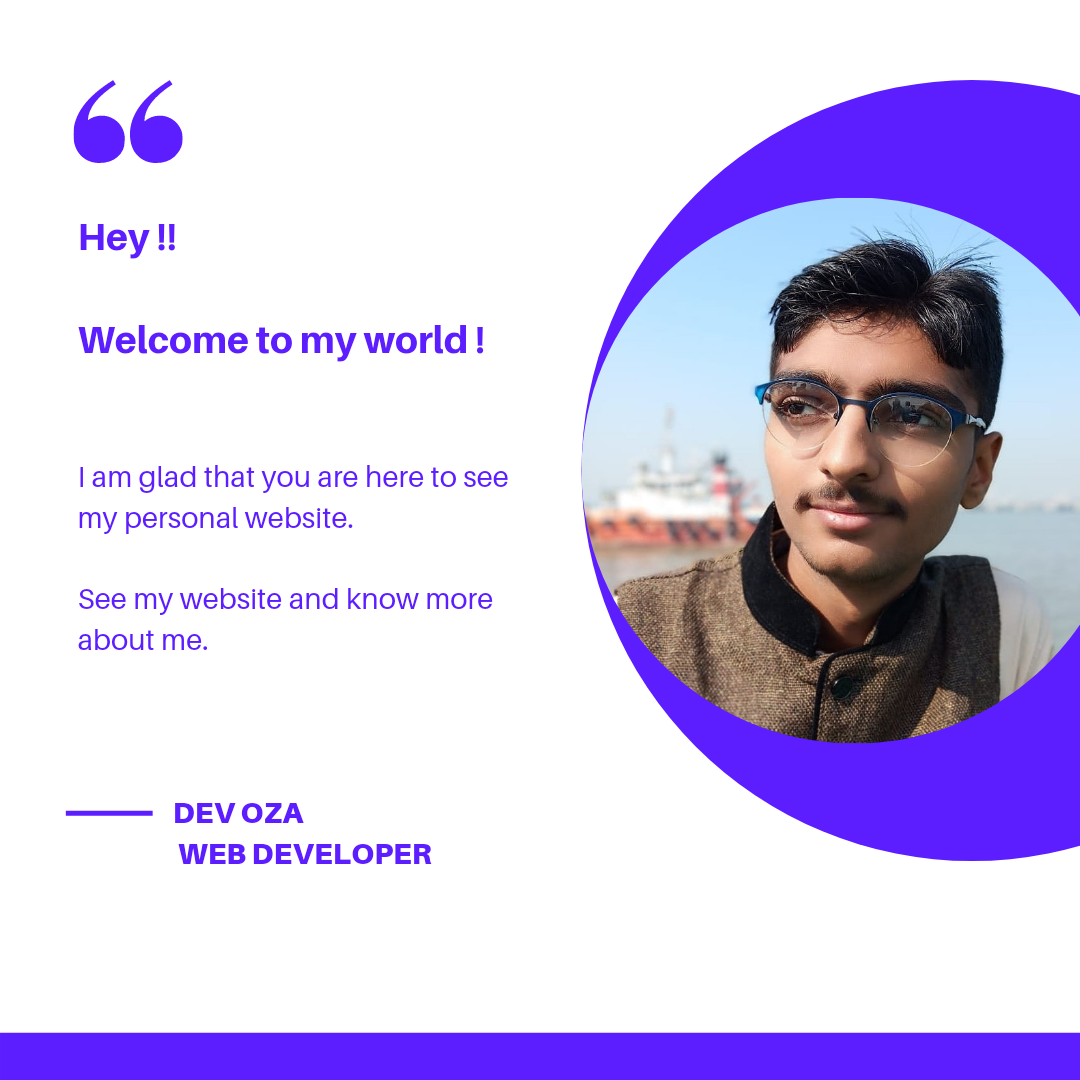 “
Hey !!
Welcome to my world !
I am glad that you are here to see
my personal website.
See my website and know more
about me.
DEV OZA
WEB DEVELOPER